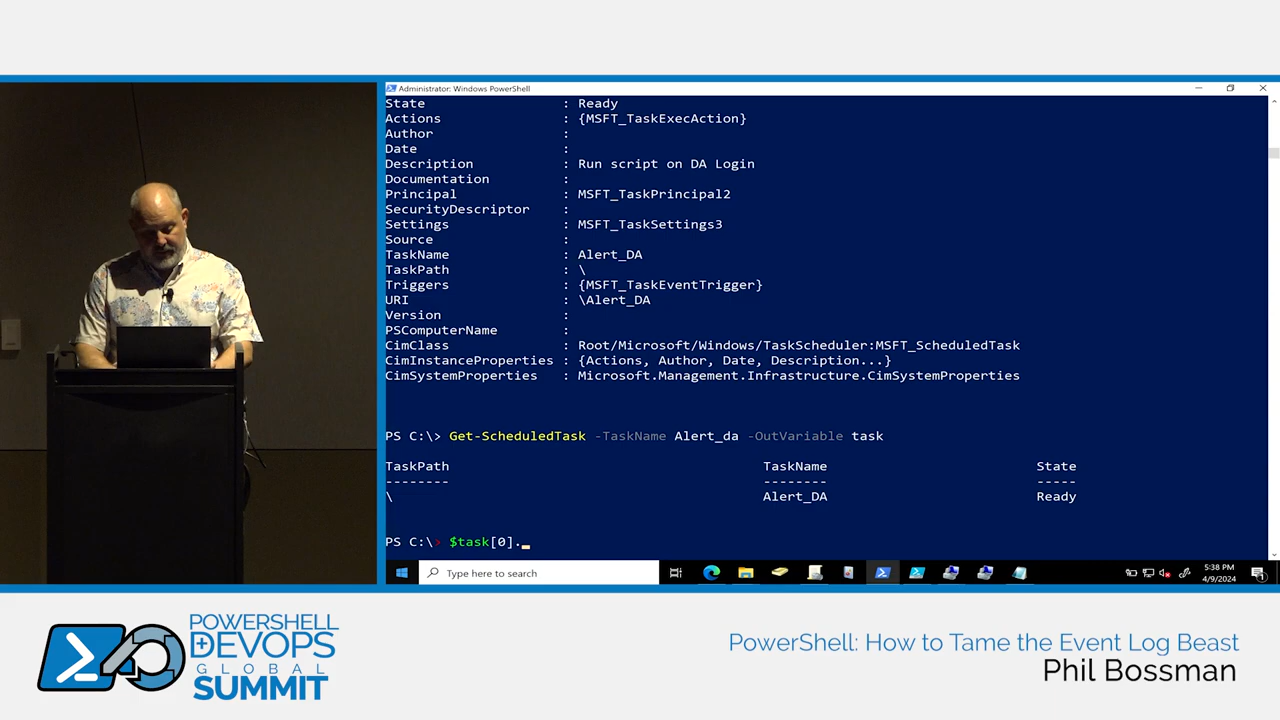 Administrator: Windows PowerShell
State : Ready
Actions : {MSFT_TaskExecAction}
Author :
Date :
Description : Run script on DA Login
Documentation :
Principal : MSFT_TaskPrincipal2
SecurityDescriptor :
Settings : MSFT_TaskSettings3
Source :
TaskName : Alert_DA
TaskPath : \
Triggers : {MSFT_TaskEventTrigger}
URI : \Alert_DA
Version :
PSComputerName :
CimClass : Root/Microsoft/Windows/TaskScheduler:MSFT_ScheduledTask
CimInstanceProperties : {Actions, Author, Date, Description...}
CimSystemProperties : Microsoft.Management.Infrastructure.CimSystemProperties
PS C:\> Get-ScheduledTask -TaskName Alert_da -OutVariable task
TaskPath TaskName State
-------- -------- -----
\ Alert_DA Ready
PS C:\> $task[0]._
Type here to search
5:38 PM
4/9/2024
1
POWERSHELL
DEVOPS
GLOBAL
SUMMIT
PowerShell: How to Tame the Event Log Beast
Phil Bossman